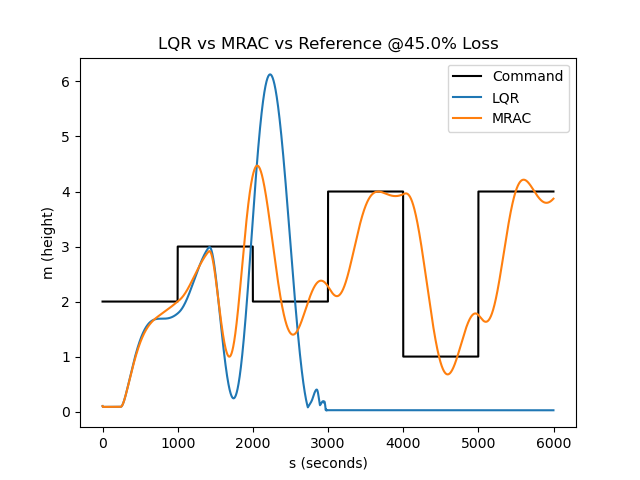 LQR vs MRAC vs Reference @45.0% Loss
Command
LQR
MRAC
m (height)
6
5
4
3
2
1
0
0 1000 2000 3000 4000 5000 6000
s (seconds)